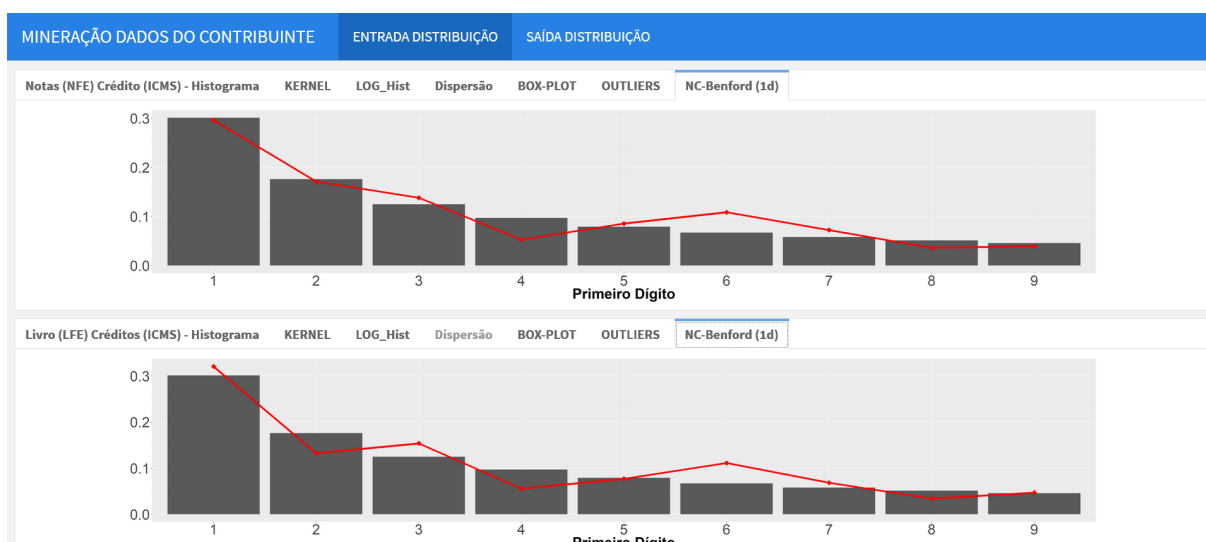 MINERAÇÃO DADOS DO CONTRIBUINTE ENTRADA DISTRIBUIÇÃO SAÍDA DISTRIBUIÇÃO
Notas (NFE) Crédito (ICMS) - Histograma KERNEL LOG_Hist Dispersão BOX-PLOT OUTLIERS NC-Benford (1d)
0.3
0.2
0.1
0.0
1 2 3 4 5 6 7 8 9
Primeiro Dígito
Livro (LFE) Créditos (ICMS) - Histograma KERNEL LOG_Hist Dispersão BOX-PLOT OUTLIERS NC-Benford (1d)
0.3
0.2
0.1
0.0
1 2 3 4 5 6 7 8 9
Primeiro Dígito